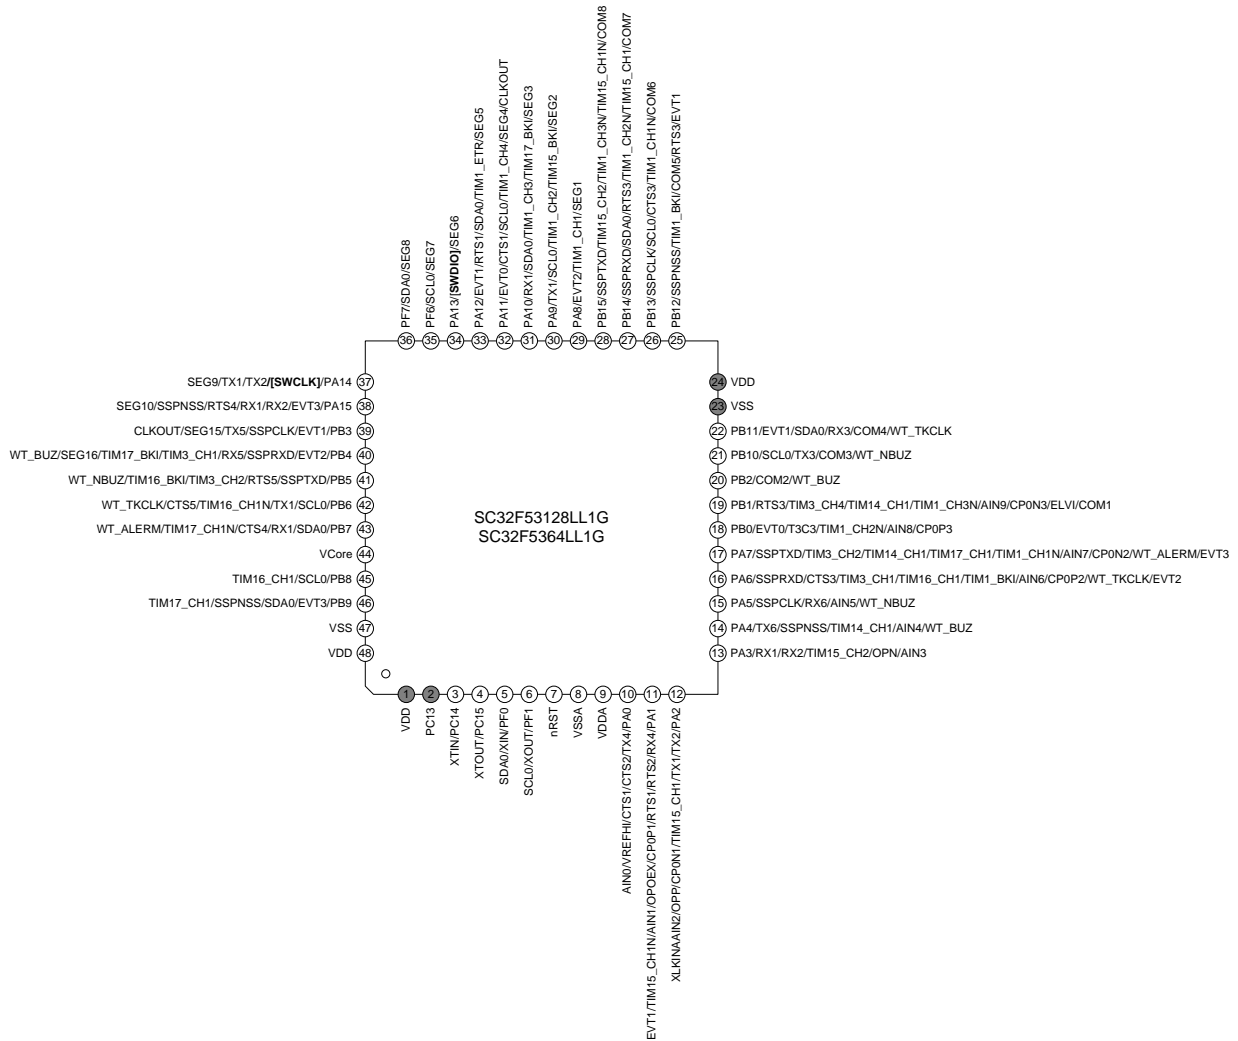 PF7/SDA0/SEG8
PF6/SCL0/SEG7
PA13/[SWDIO]/SEG6
PA12/EVT1/RTS1/SDA0/TIM1_ETR/SEG5
PA11/EVT0/CTS1/SCL0/TIM1_CH4/SEG4/CLKOUT
PA10/RX1/SDA0/TIM1_CH3/TIM17_BKI/SEG3
PA9/TX1/SCL0/TIM1_CH2/TIM15_BKI/SEG2
PA8/EVT2/TIM1_CH1/SEG1
PB15/SSPTXD/TIM15_CH2/TIM1_CH3N/TIM15_CH1N/COM8
PB14/SSPRXD/SDA0/RTS3/TIM1_CH2N/TIM15_CH1/COM7
PB13/SSPCLK/SCL0/CTS3/TIM1_CH1N/COM6
PB12/SSPNSS/TIM1_BKI/COM5/RTS3/EVT1
36 35 34 33 32 31 30 29 28 27 26 25
SEG9/TX1/TX2/[SWCLK]/PA14 37
SEG10/SSPNSS/RTS4/RX1/RX2/EVT3/PA15 38
CLKOUT/SEG15/TX5/SSPCLK/EVT1/PB3 39
WT_BUZ/SEG16/TIM17_BKI/TIM3_CH1/RX5/SSPRXD/EVT2/PB4 40
WT_NBUZ/TIM16_BKI/TIM3_CH2/RTS5/SSPTXD/PB5 41
WT_TKCLK/CTS5/TIM16_CH1N/TX1/SCL0/PB6 42
WT_ALERM/TIM17_CH1N/CTS4/RX1/SDA0/PB7 43
VCore 44
TIM16_CH1/SCL0/PB8 45
TIM17_CH1/SSPNSS/SDA0/EVT3/PB9 46
VSS 47
VDD 48
SC32F53128LL1G
SC32F5364LL1G
24 VDD
23 VSS
22 PB11/EVT1/SDA0/RX3/COM4/WT_TKCLK
21 PB10/SCL0/TX3/COM3/WT_NBUZ
20 PB2/COM2/WT_BUZ
19 PB1/RTS3/TIM3_CH4/TIM14_CH1/TIM1_CH3N/AIN9/CP0N3/ELVI/COM1
18 PB0/EVT0/T3C3/TIM1_CH2N/AIN8/CP0P3
17 PA7/SSPTXD/TIM3_CH2/TIM14_CH1/TIM17_CH1/TIM1_CH1N/AIN7/CP0N2/WT_ALERM/EVT3
16 PA6/SSPRXD/CTS3/TIM3_CH1/TIM16_CH1/TIM1_BKI/AIN6/CP0P2/WT_TKCLK/EVT2
15 PA5/SSPCLK/RX6/AIN5/WT_NBUZ
14 PA4/TX6/SSPNSS/TIM14_CH1/AIN4/WT_BUZ
13 PA3/RX1/RX2/TIM15_CH2/OPN/AIN3
1 2 3 4 5 6 7 8 9 10 11 12
VDD
PC13
XTIN/PC14
XTOUT/PC15
SDA0/XIN/PF0
SCL0/XOUT/PF1
nRST
VSSA
VDDA
AIN0/VREFHI/CTS1/CTS2/TX4/PA0
EVT1/TIM15_CH1N/AIN1/OPOEX/CP0P1/RTS1/RTS2/RX4/PA1
XLKINAAIN2/OPP/CP0N1/TIM15_CH1/TX1/TX2/PA2